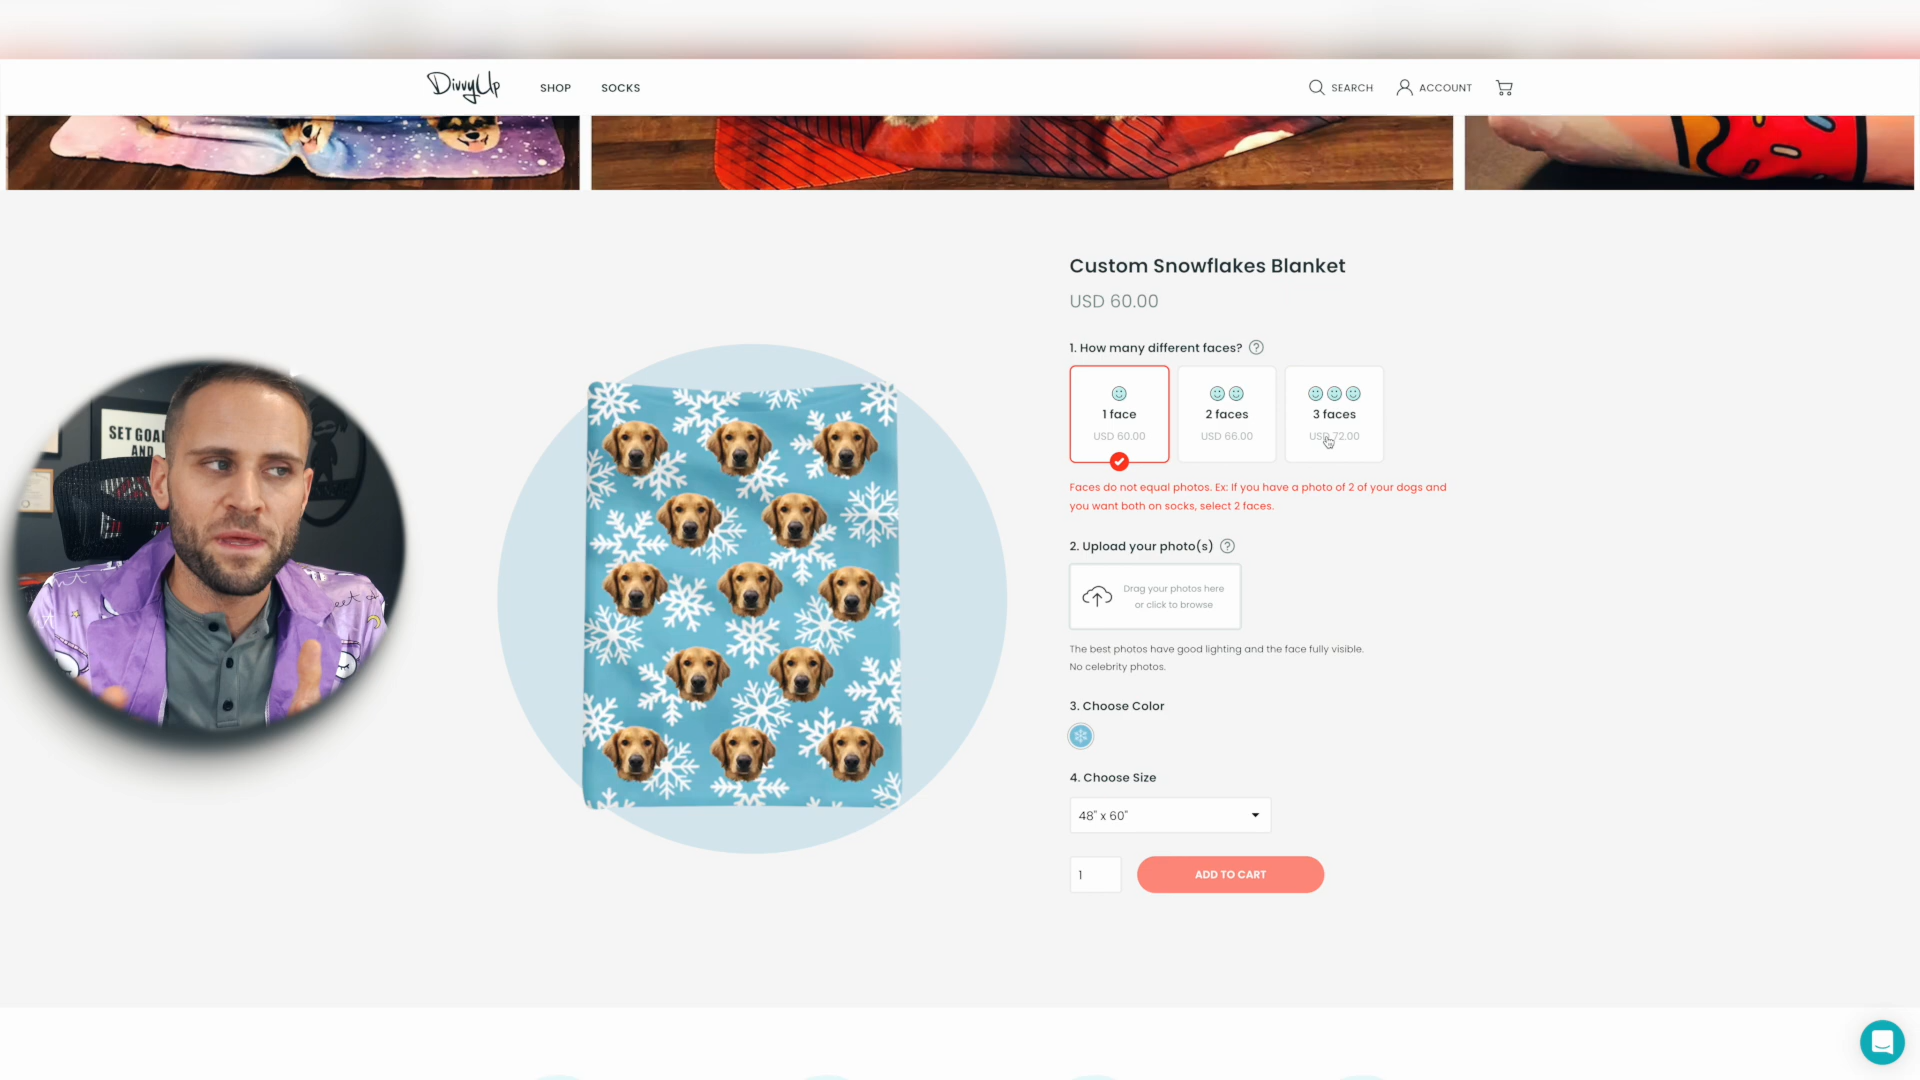 DivvyUp
SHOP
SOCKS
SEARCH
ACCOUNT
Custom Snowflakes Blanket
USD 60.00
1. How many different faces? ?
1 face
USD 60.00
2 faces
USD 66.00
3 faces
USD 72.00
Faces do not equal photos. Ex: If you have a photo of 2 of your dogs and
you want both on socks, select 2 faces.
SET GOAL
AND
2. Upload your photo(s) ?
Drag your photos here
or click to browse
The best photos have good lighting and the face fully visible.
No celebrity photos.
3. Choose Color
4. Choose Size
48" x 60"
1
ADD TO CART